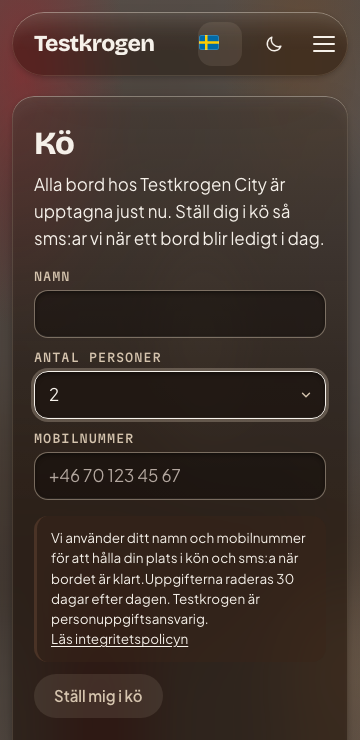 Testkrogen
Kö
Alla bord hos Testkrogen City är
upptagna just nu. Ställ dig i kö så
sms:ar vi när ett bord blir ledigt i dag.
NAMN
ANTAL PERSONER
2
MOBILNUMMER
+46 70 123 45 67
Vi använder ditt namn och mobilnummer
för att hålla din plats i kön och sms:a när
bordet är klart.Uppgifterna raderas 30
dagar efter dagen. Testkrogen är
personuppgiftsansvarig.
Läs integritetspolicyn
Ställ mig i kö